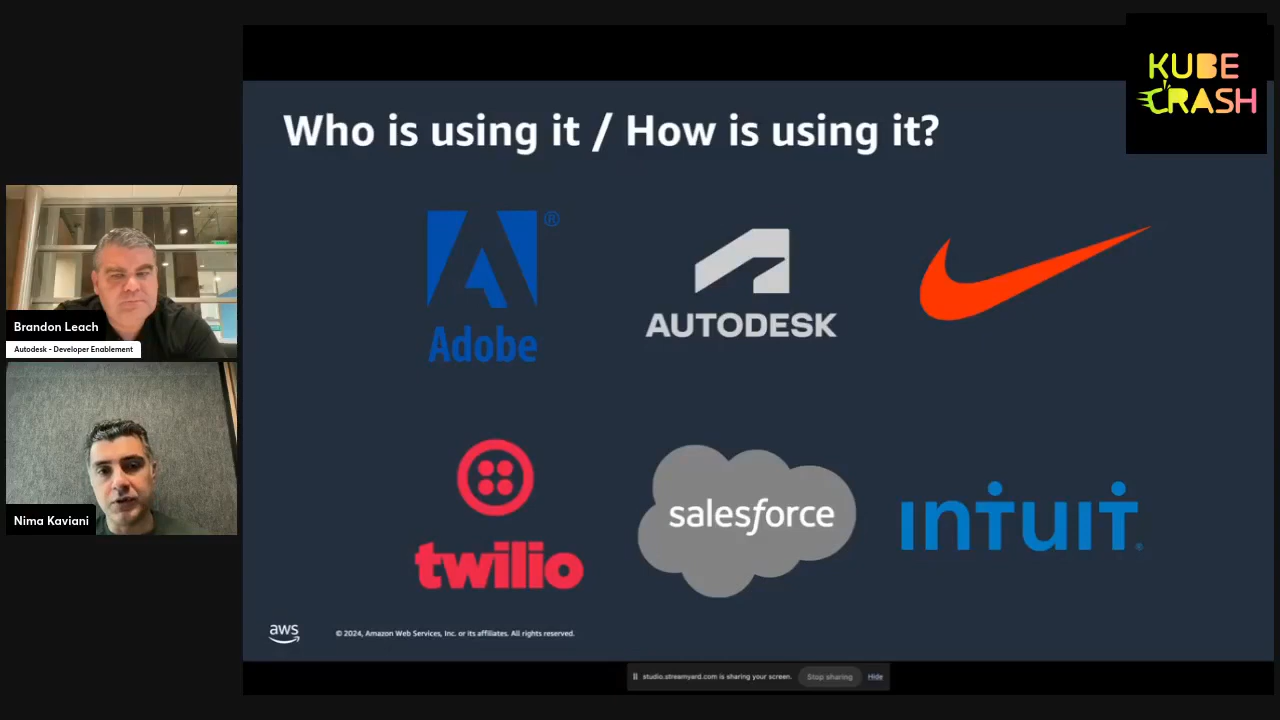 KUBE
CRASH
Who is using it / How is using it?
Adobe
®
AUTODESK
twilio
salesforce
intuit
®
Brandon Leach
Autodesk - Developer Enablement
Nima Kaviani
aws
© 2024, Amazon Web Services, Inc. or its affiliates. All rights reserved.
studio.streamyard.com is sharing your screen.
Stop sharing
Hide